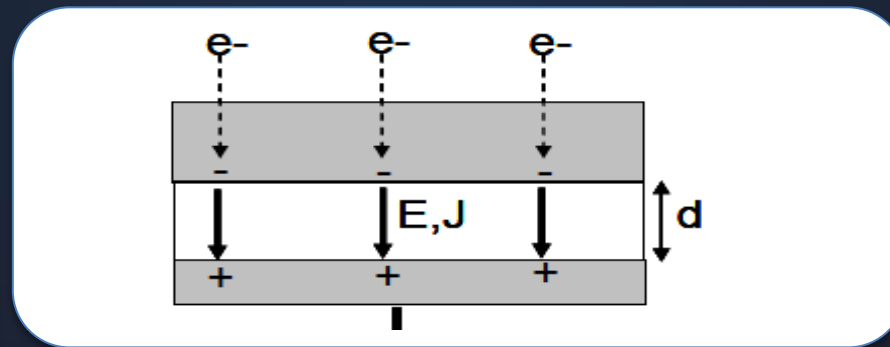 e- e- e-
- - -
E,J
d
+ + +